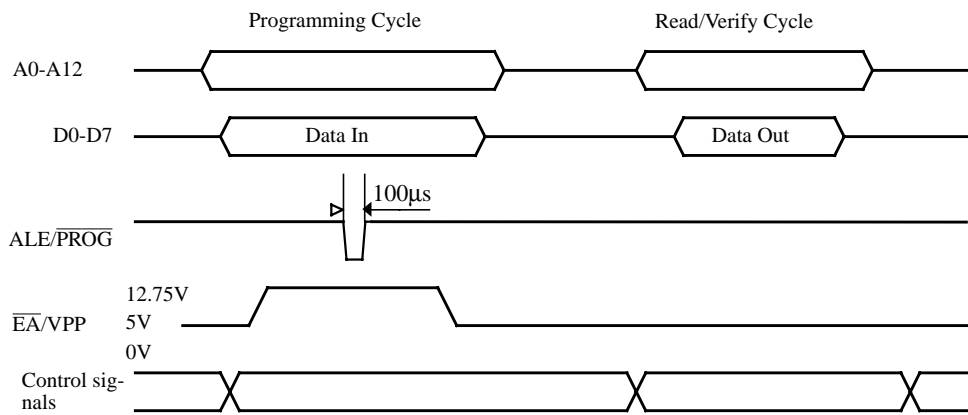 Programming Cycle
Read/Verify Cycle
A0-A12
D0-D7
Data In
Data Out
100μs
ALE/PROG
12.75V
EA/VPP
5V
0V
Control sig-
nals